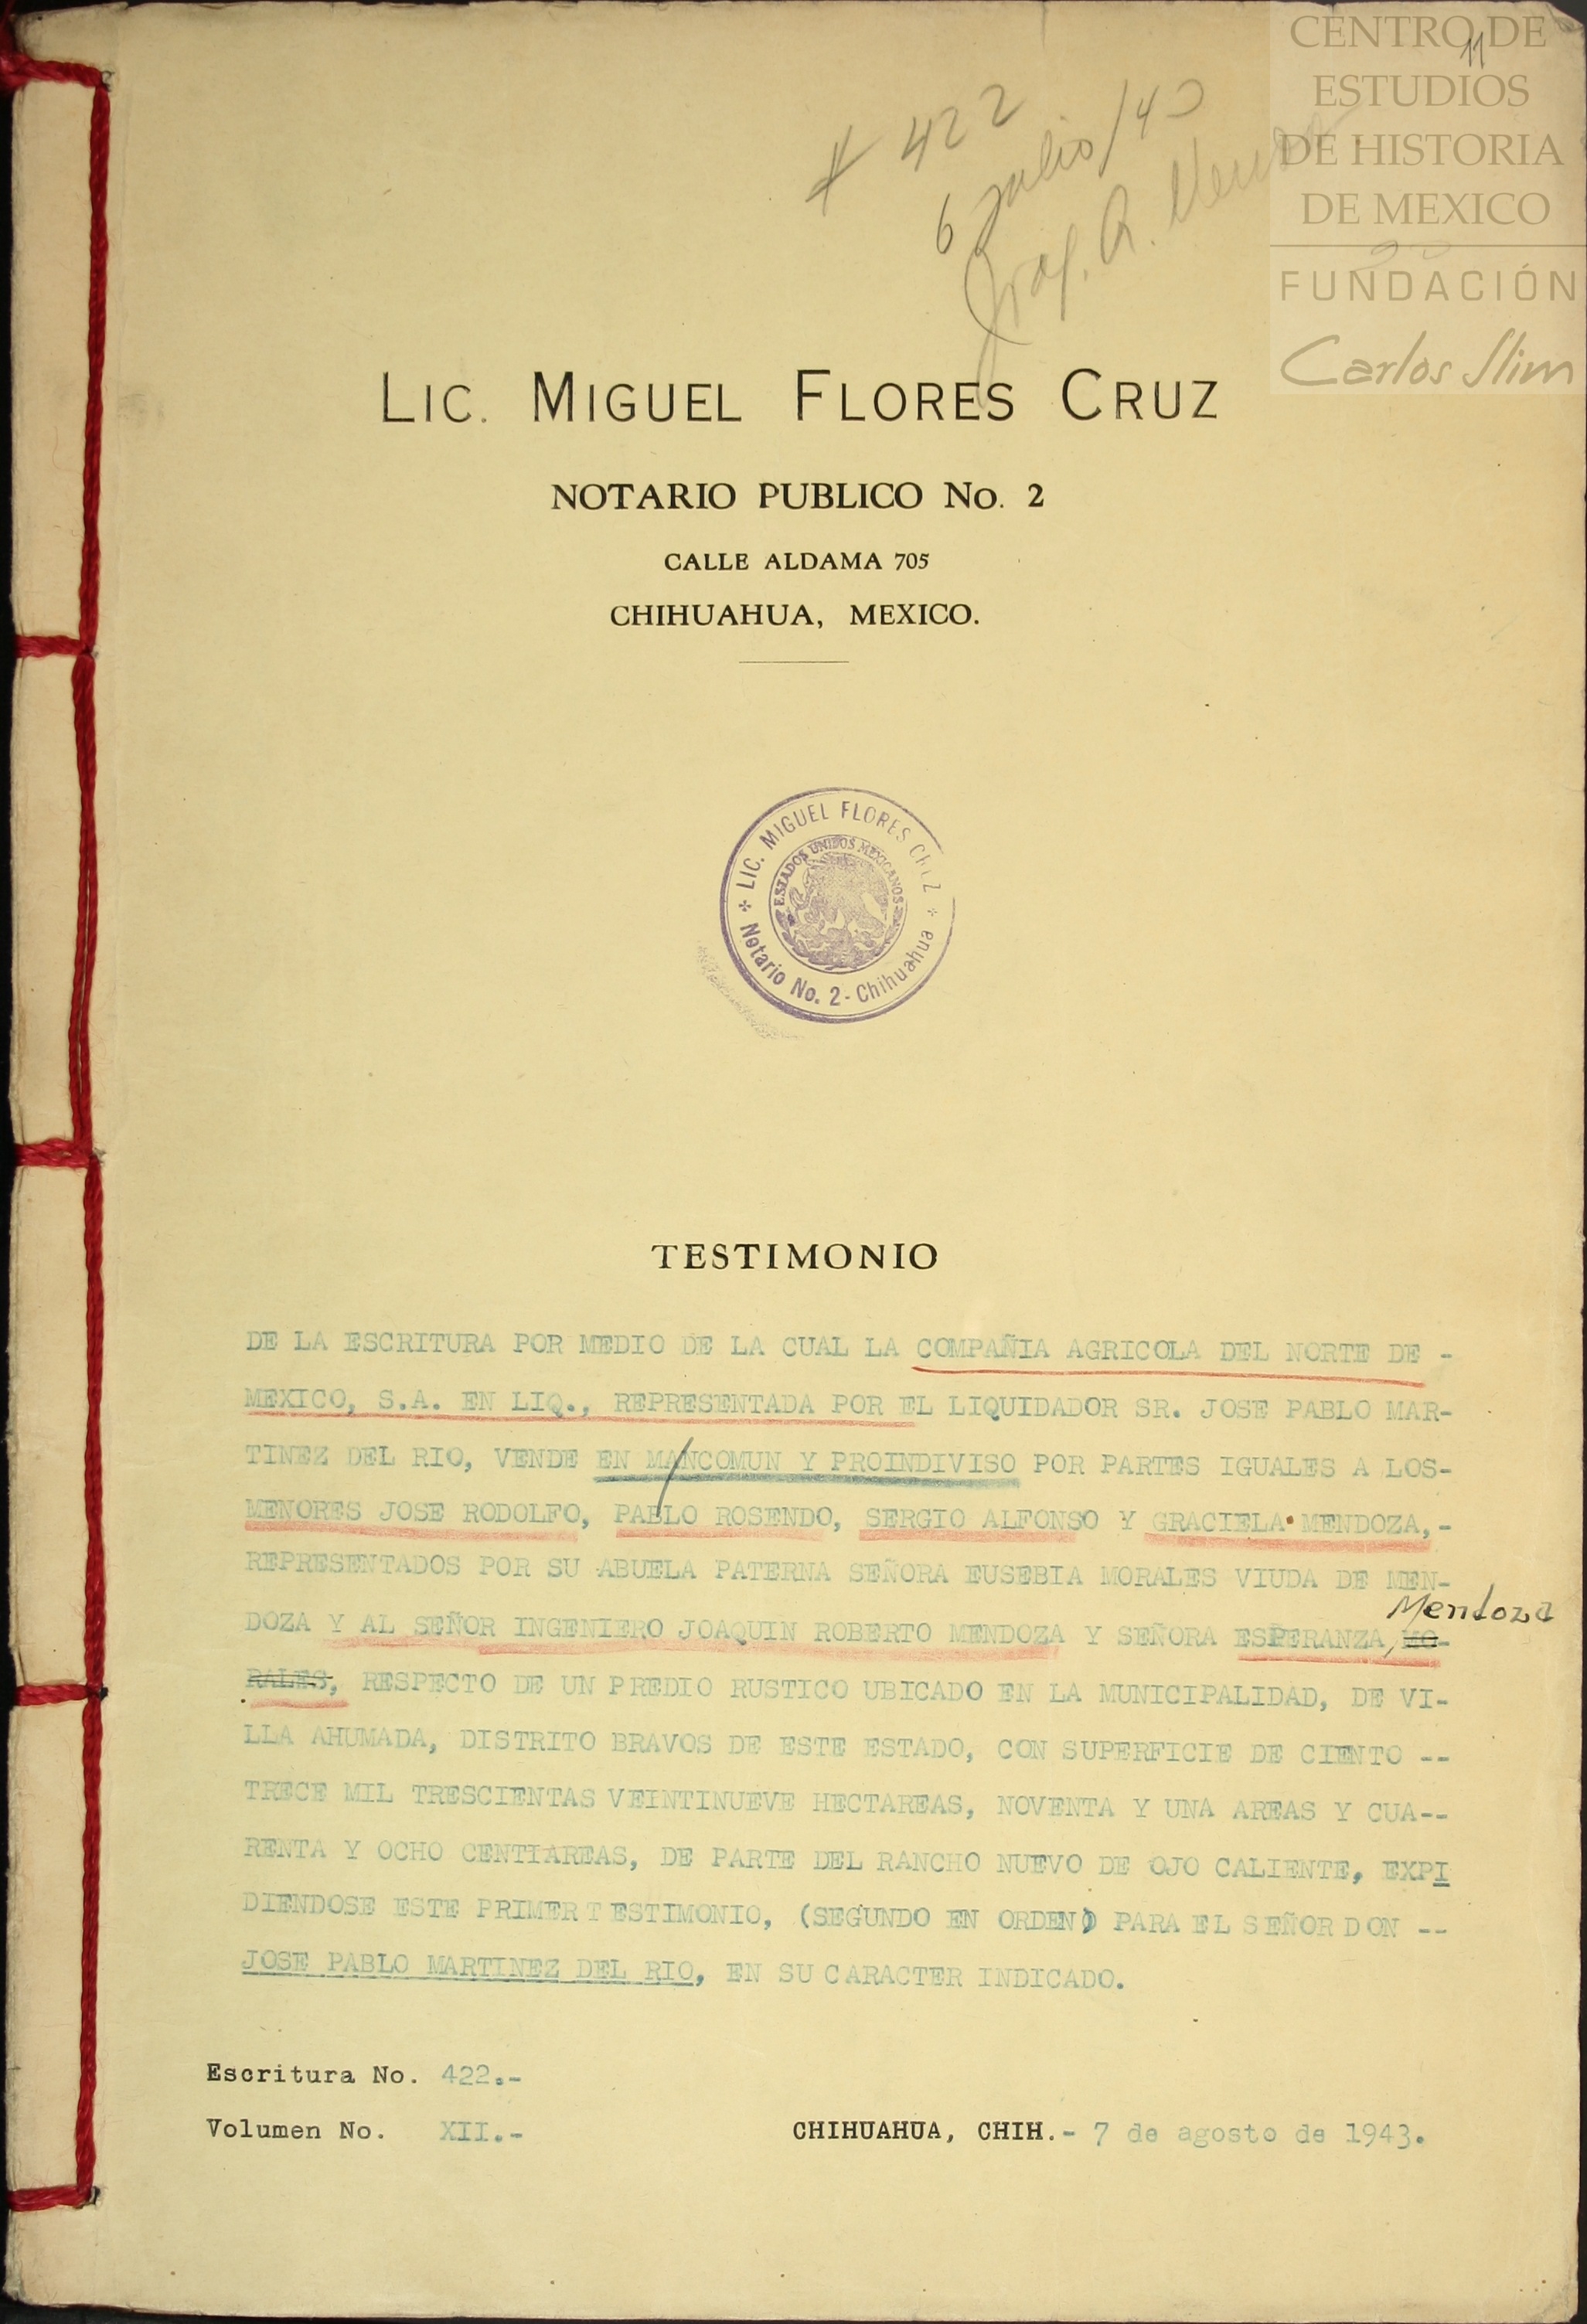 CENTRO DE
ESTUDIOS
DE HISTORIA
DE MEXICO
FUNDACIÓN
Carlos Slim
11
# 422
6 Julio/43
LIC. MIGUEL FLORES CRUZ
NOTARIO PUBLICO No. 2
CALLE ALDAMA 705
CHIHUAHUA, MEXICO.
LIC. MIGUEL FLORES CRUZ
ESTADOS UNIDOS MEXICANOS
Notario No. 2 - Chihuahua
TESTIMONIO
DE LA ESCRITURA POR MEDIO DE LA CUAL LA COMPAÑIA AGRICOLA DEL NORTE DE -
MEXICO, S.A. EN LIQ., REPRESENTADA POR EL LIQUIDADOR SR. JOSE PABLO MAR-
TINEZ DEL RIO, VENDE EN MANCOMUN Y PROINDIVISO POR PARTES IGUALES A LOS-
MENORES JOSE RODOLFO, PABLO ROSENDO, SERGIO ALFONSO Y GRACIELA MENDOZA,-
REPRESENTADOS POR SU ABUELA PATERNA SEÑORA EUSEBIA MORALES VIUDA DE MEN-
Mendoza
DOZA Y AL SEÑOR INGENIERO JOAQUIN ROBERTO MENDOZA Y SEÑORA ESPERANZA MO-
RALES, RESPECTO DE UN PREDIO RUSTICO UBICADO EN LA MUNICIPALIDAD, DE VI-
LLA AHUMADA, DISTRITO BRAVOS DE ESTE ESTADO, CON SUPERFICIE DE CIENTO --
TRECE MIL TRESCIENTAS VEINTINUEVE HECTAREAS, NOVENTA Y UNA AREAS Y CUA--
RENTA Y OCHO CENTIAREAS, DE PARTE DEL RANCHO NUEVO DE OJO CALIENTE, EXPI
DIENDOSE ESTE PRIMER TESTIMONIO, (SEGUNDO EN ORDEN) PARA EL SEÑOR DON --
JOSE PABLO MARTINEZ DEL RIO, EN SU CARACTER INDICADO.
Escritura No. 422.-
Volumen No. XII.-
CHIHUAHUA, CHIH.- 7 de agosto de 1943.